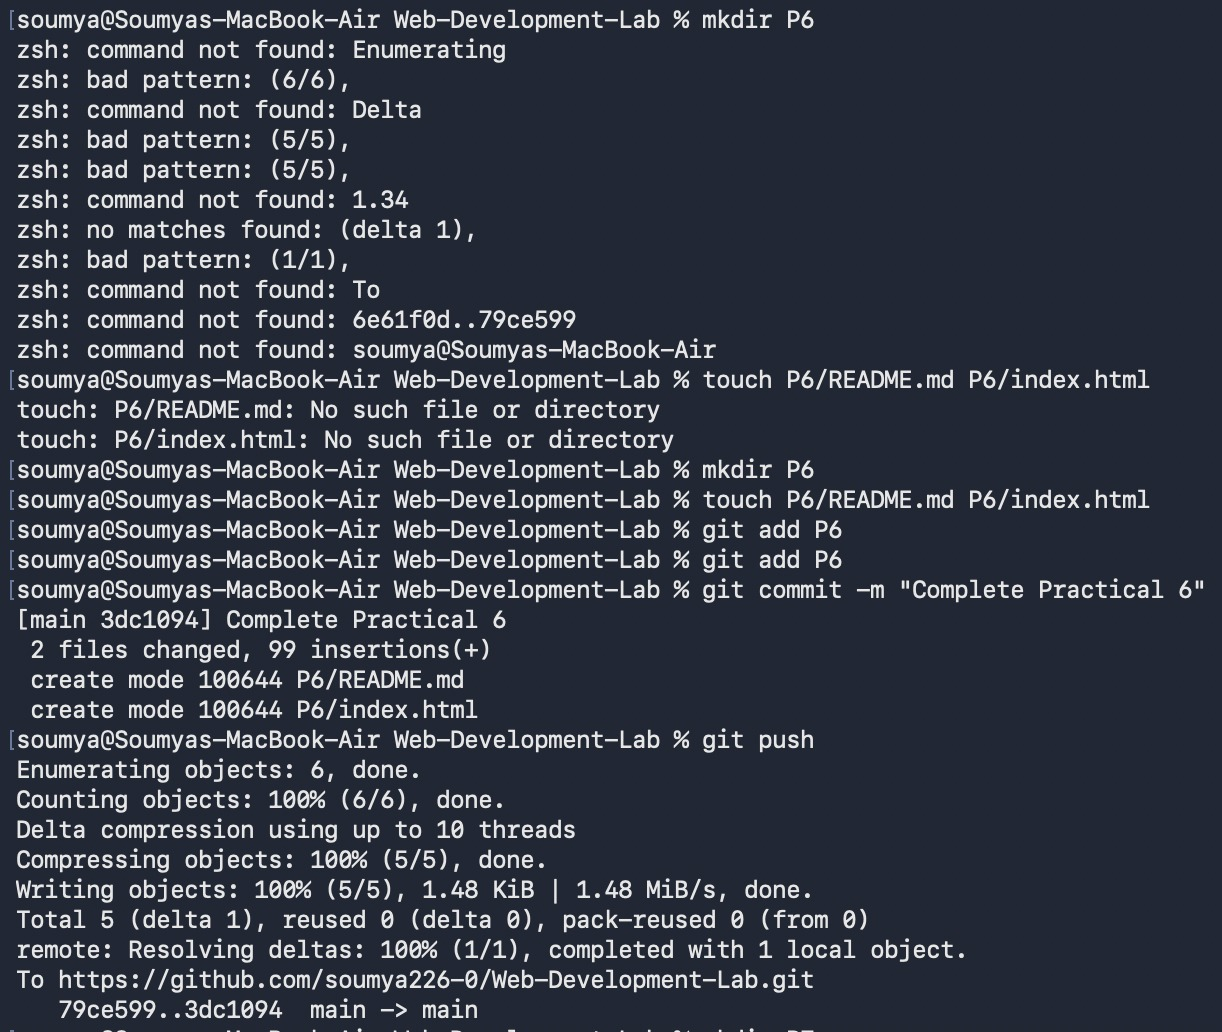 [soumya@Soumyas-MacBook-Air Web-Development-Lab % mkdir P6
zsh: command not found: Enumerating
zsh: bad pattern: (6/6),
zsh: command not found: Delta
zsh: bad pattern: (5/5),
zsh: bad pattern: (5/5),
zsh: command not found: 1.34
zsh: no matches found: (delta 1),
zsh: bad pattern: (1/1),
zsh: command not found: To
zsh: command not found: 6e61f0d..79ce599
zsh: command not found: soumya@Soumyas-MacBook-Air
[soumya@Soumyas-MacBook-Air Web-Development-Lab % touch P6/README.md P6/index.html
touch: P6/README.md: No such file or directory
touch: P6/index.html: No such file or directory
[soumya@Soumyas-MacBook-Air Web-Development-Lab % mkdir P6
[soumya@Soumyas-MacBook-Air Web-Development-Lab % touch P6/README.md P6/index.html
[soumya@Soumyas-MacBook-Air Web-Development-Lab % git add P6
[soumya@Soumyas-MacBook-Air Web-Development-Lab % git add P6
[soumya@Soumyas-MacBook-Air Web-Development-Lab % git commit -m "Complete Practical 6"
[main 3dc1094] Complete Practical 6
 2 files changed, 99 insertions(+)
 create mode 100644 P6/README.md
 create mode 100644 P6/index.html
[soumya@Soumyas-MacBook-Air Web-Development-Lab % git push
Enumerating objects: 6, done.
Counting objects: 100% (6/6), done.
Delta compression using up to 10 threads
Compressing objects: 100% (5/5), done.
Writing objects: 100% (5/5), 1.48 KiB | 1.48 MiB/s, done.
Total 5 (delta 1), reused 0 (delta 0), pack-reused 0 (from 0)
remote: Resolving deltas: 100% (1/1), completed with 1 local object.
To https://github.com/soumya226-0/Web-Development-Lab.git
   79ce599..3dc1094  main -> main